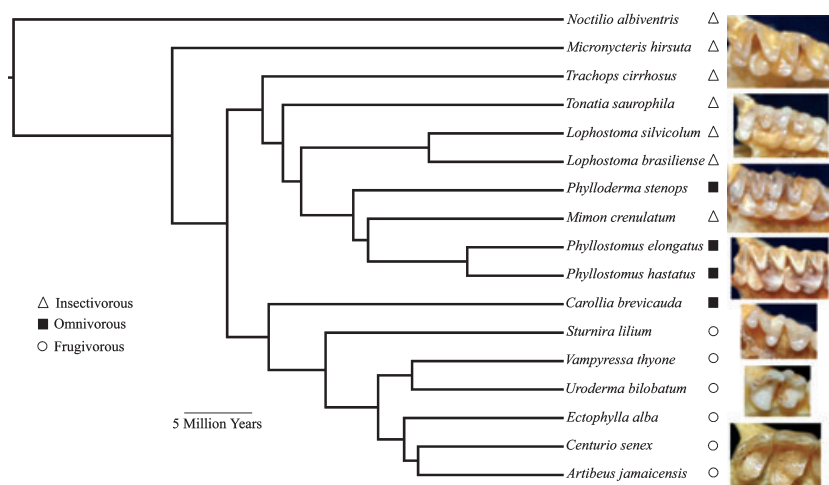 Noctilio albiventris
Micronycteris hirsuta
Trachops cirrhosus
Tonatia saurophila
Lophostoma silvicolum
Lophostoma brasiliense
Phylloderma stenops
Mimon crenulatum
Phyllostomus elongatus
Phyllostomus hastatus
Carollia brevicauda
Sturnira lilium
Vampyressa thyone
Uroderma bilobatum
Ectophylla alba
Centurio senex
Artibeus jamaicensis
Insectivorous
Omnivorous
Frugivorous
5 Million Years